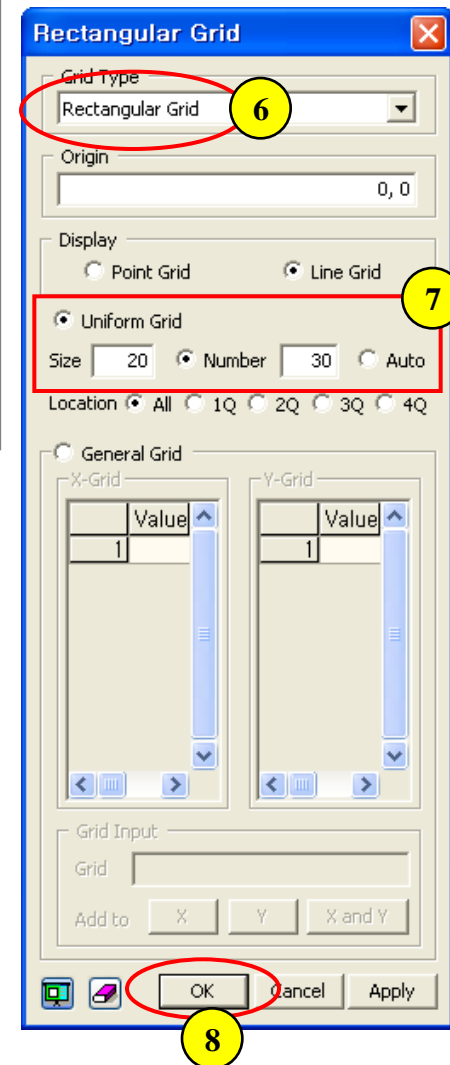 Rectangular Grid
Grid Type
Rectangular Grid 6
Origin
0, 0
Display
Point Grid Line Grid
7
Uniform Grid
Size 20 Number 30 Auto
Location All 1Q 2Q 3Q 4Q
General Grid
X-Grid Y-Grid
Value Value
1 1
Grid Input
Grid
Add to X Y X and Y
OK Cancel Apply
8